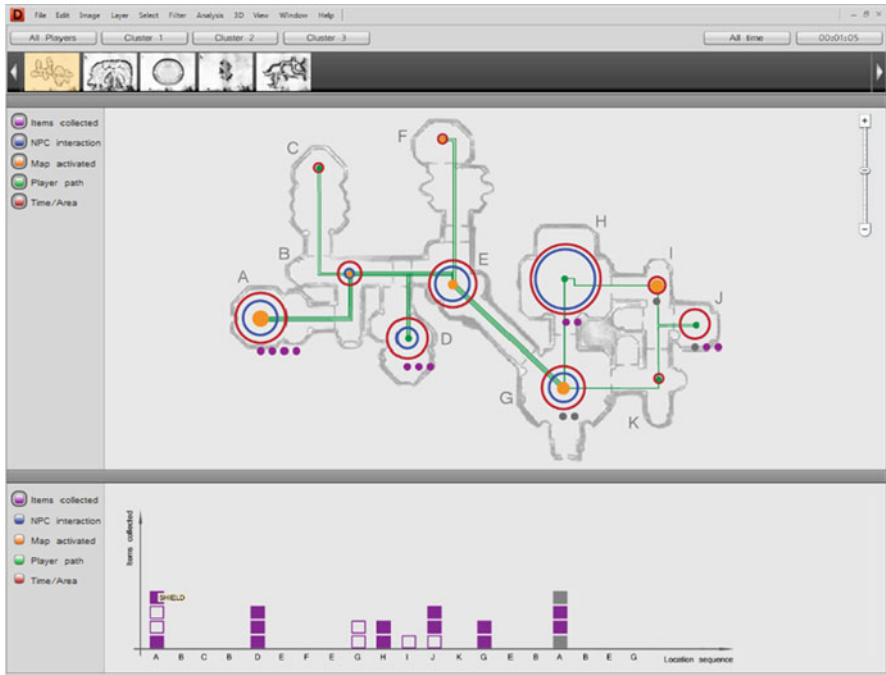 D File Edit Image Layer Select Filter Analysis 3D View Window Help
All Players Cluster 1 Cluster 2 Cluster 3 All time 00:01:05
Items collected
NPC interaction
Map activated
Player path
Time/Area
F
C
H
B
E
I
A
J
D
G
K
Items collected
NPC interaction
Map activated
Player path
Time/Area
Items collected
SHIELD
A B C B D E F E G H I J K G E B A B E G Location sequence